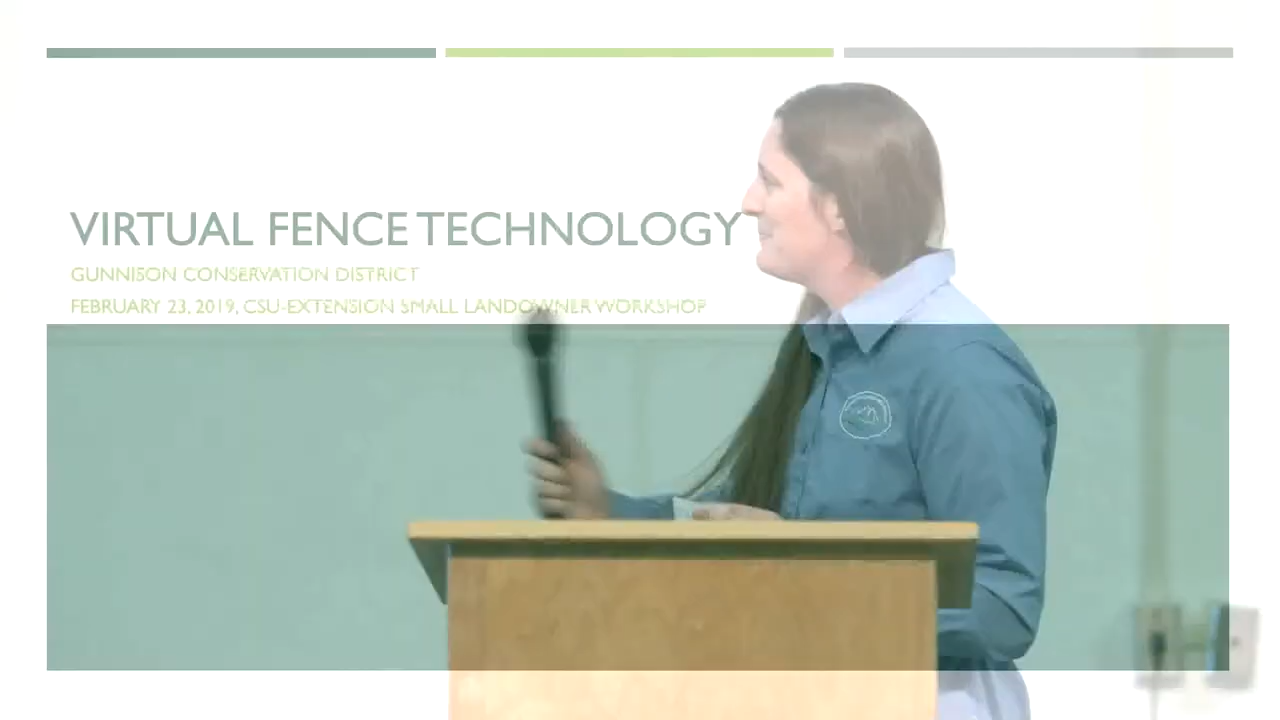 VIRTUAL FENCE TECHNOLOGY
GUNNISON CONSERVATION DISTRICT
FEBRUARY 23, 2019, CSU-EXTENSION SMALL LANDOWNER WORKSHOP